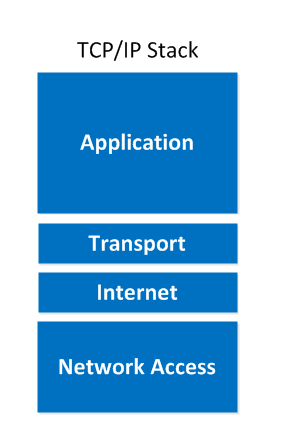 TCP/IP Stack
Application
Transport
Internet
Network Access